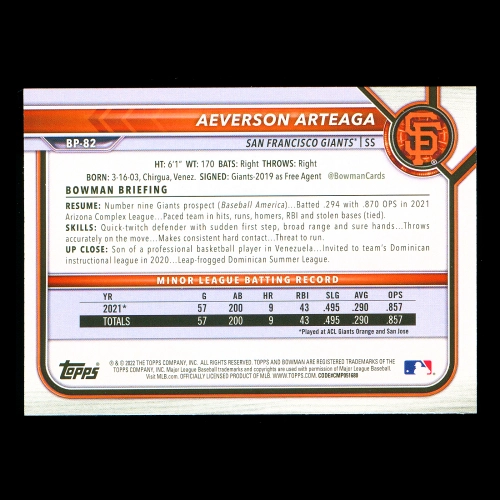 AEVERSON ARTEAGA
BP-82
SAN FRANCISCO GIANTS® | SS
SF
HT: 6'1" WT: 170 BATS: Right THROWS: Right
BORN: 3-16-03, Chirgua, Venez. SIGNED: Giants-2019 as Free Agent @BowmanCards
BOWMAN BRIEFING
RESUME: Number nine Giants prospect (Baseball America)...Batted .294 with .870 OPS in 2021
Arizona Complex League...Paced team in hits, runs, homers, RBI and stolen bases (tied).
SKILLS: Quick-twitch defender with sudden first step, broad range and sure hands...Throws
accurately on the move...Makes consistent hard contact...Threat to run.
UP CLOSE: Son of a professional basketball player in Venezuela...Invited to team's Dominican
instructional league in 2020...Leap-frogged Dominican Summer League.
MINOR LEAGUE BATTING RECORD
YR G AB HR RBI SLG AVG OPS
2021* 57 200 9 43 .495 .290 .857
TOTALS 57 200 9 43 .495 .290 .857
*Played at ACL Giants Orange and San Jose
TOPPS
® & © 2022 THE TOPPS COMPANY, INC. ALL RIGHTS RESERVED. TOPPS AND BOWMAN ARE REGISTERED TRADEMARKS OF THE
TOPPS COMPANY, INC. Major League Baseball trademarks and copyrights are used with permission of Major League Baseball.
Visit MLB.com. OFFICIALLY LICENSED PRODUCT OF MLB. WWW.TOPPS.COM. CODE#CMP051680